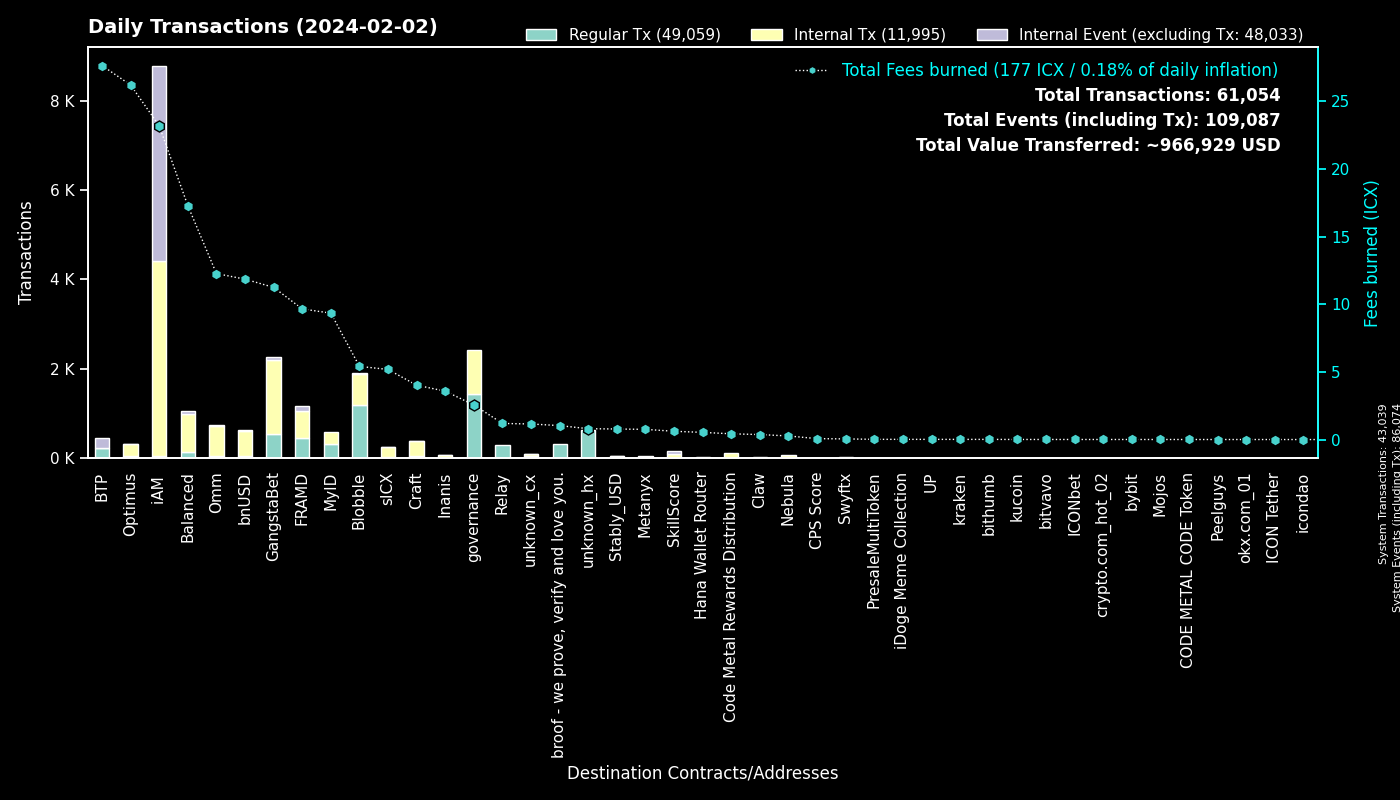 Daily Transactions (2024-02-02)
Regular Tx (49,059)
Internal Tx (11,995)
Internal Event (excluding Tx: 48,033)
Total Fees burned (177 ICX / 0.18% of daily inflation)
Total Transactions: 61,054
Total Events (including Tx): 109,087
Total Value Transferred: ~966,929 USD
Transactions
8 K
6 K
4 K
2 K
0 K
25
20
15
10
5
0
Fees burned (ICX)
System Transactions: 43,039
System Events (including Tx): 86,074
BTP
Optimus
iAM
Balanced
Omm
bnUSD
GangstaBet
FRAMD
MyID
Blobble
sICX
Craft
Inanis
governance
Relay
unknown_cx
broof - we prove, verify and love you.
unknown_hx
Stably_USD
Metanyx
SkillScore
Hana Wallet Router
Code Metal Rewards Distribution
Claw
Nebula
CPS Score
Swyftx
PresaleMultiToken
iDoge Meme Collection
UP
kraken
bithumb
kucoin
bitvavo
ICONbet
crypto.com_hot_02
bybit
Mojos
CODE METAL CODE Token
Peelguys
okx.com_01
ICON Tether
icondao
Destination Contracts/Addresses